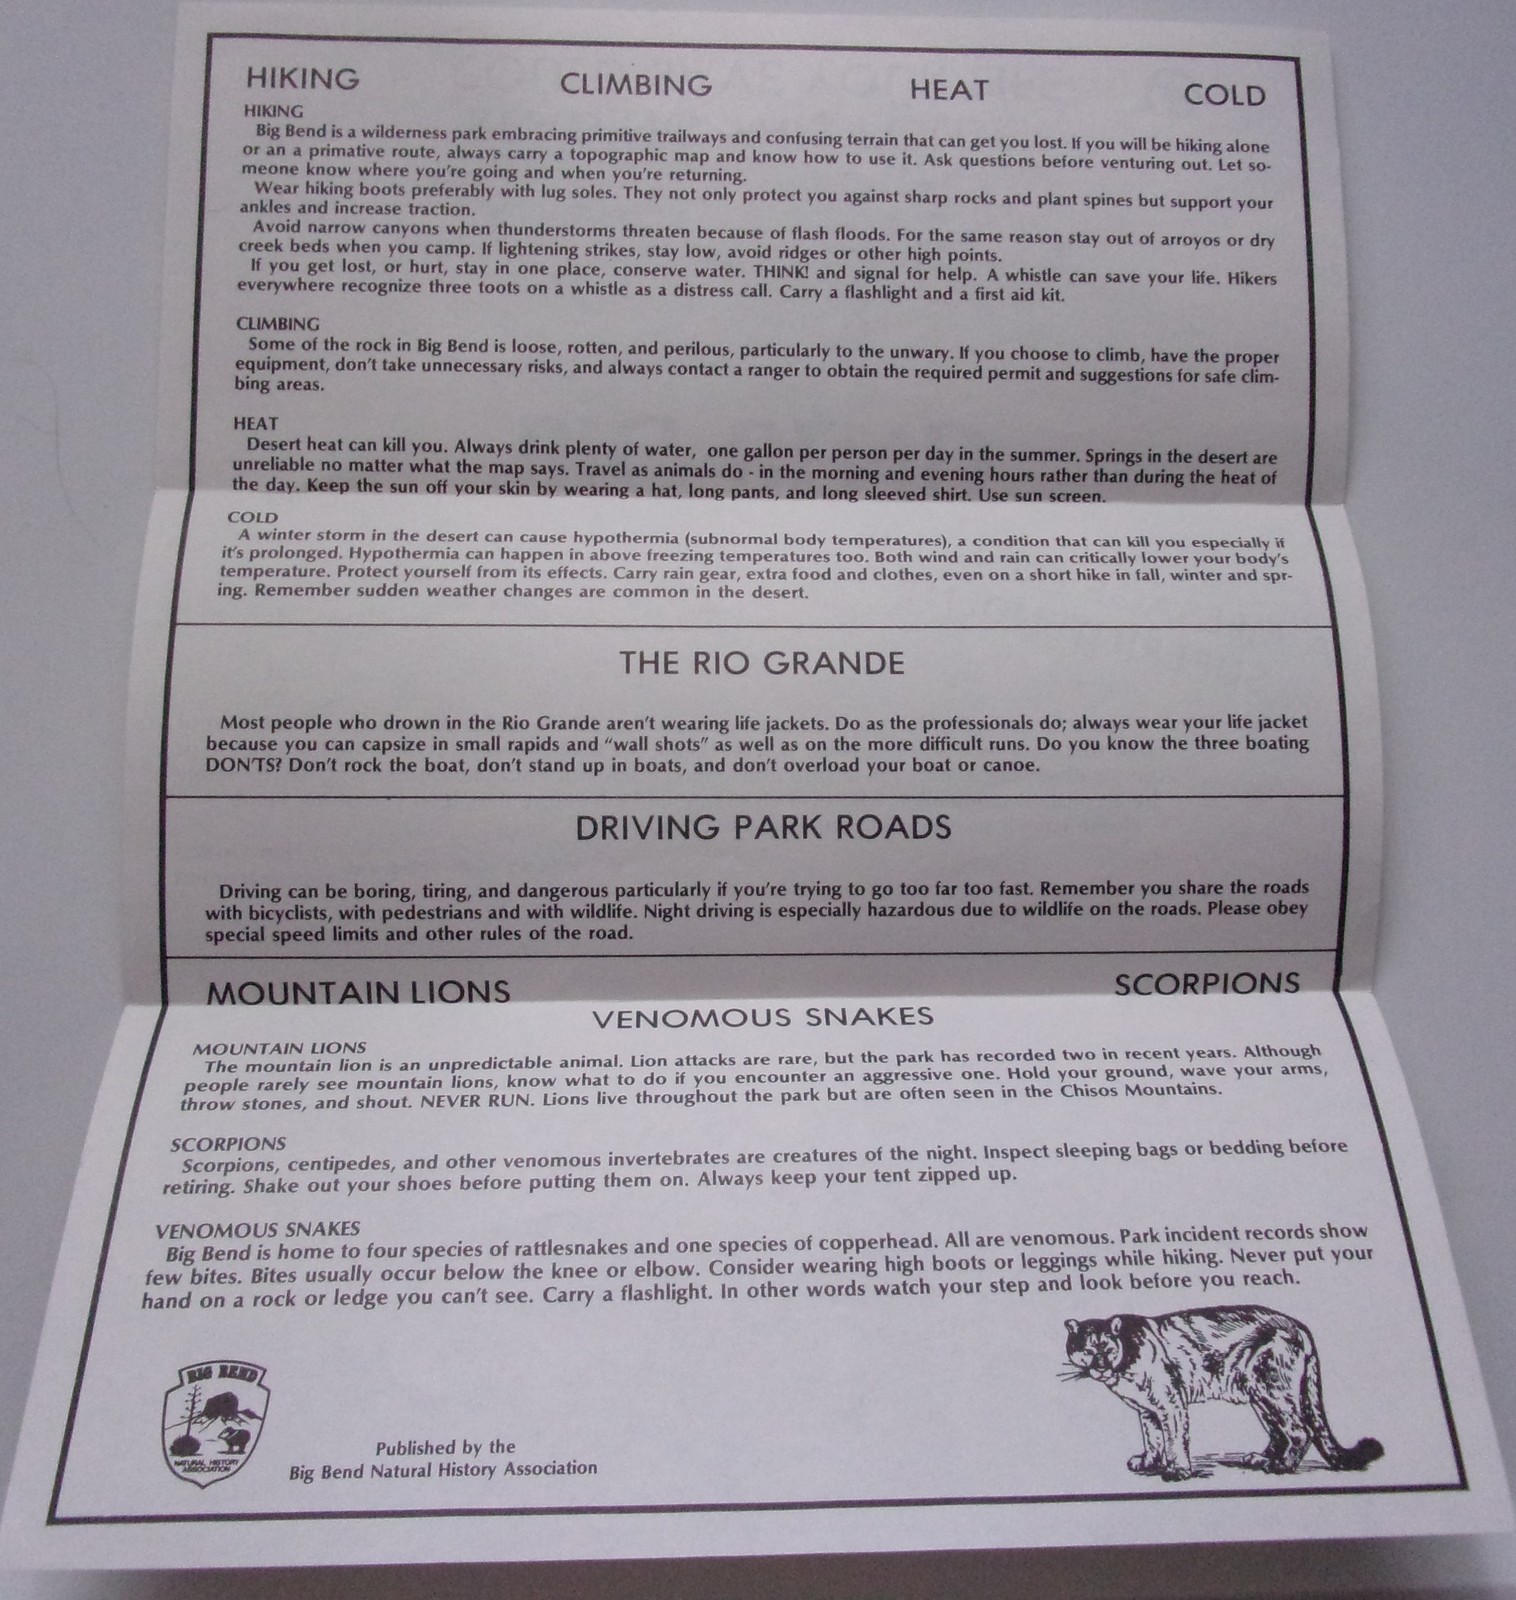 HIKING CLIMBING HEAT COLD
HIKING
Big Bend is a wilderness park embracing primitive trailways and confusing terrain that can get you lost. If you will be hiking alone
or an a primative route, always carry a topographic map and know how to use it. Ask questions before venturing out. Let so-
meone know where you're going and when you're returning.
Wear hiking boots preferably with lug soles. They not only protect you against sharp rocks and plant spines but support your
ankles and increase traction.
Avoid narrow canyons when thunderstorms threaten because of flash floods. For the same reason stay out of arroyos or dry
creek beds when you camp. If lightening strikes, stay low, avoid ridges or other high points.
If you get lost, or hurt, stay in one place, conserve water. THINK! and signal for help. A whistle can save your life. Hikers
everywhere recognize three toots on a whistle as a distress call. Carry a flashlight and a first aid kit.
CLIMBING
Some of the rock in Big Bend is loose, rotten, and perilous, particularly to the unwary. If you choose to climb, have the proper
equipment, don't take unnecessary risks, and always contact a ranger to obtain the required permit and suggestions for safe clim-
bing areas.
HEAT
Desert heat can kill you. Always drink plenty of water, one gallon per person per day in the summer. Springs in the desert are
unreliable no matter what the map says. Travel as animals do - in the morning and evening hours rather than during the heat of
the day. Keep the sun off your skin by wearing a hat, long pants, and long sleeved shirt. Use sun screen.
COLD
A winter storm in the desert can cause hypothermia (subnormal body temperatures), a condition that can kill you especially if
it's prolonged. Hypothermia can happen in above freezing temperatures too. Both wind and rain can critically lower your body's
temperature. Protect yourself from its effects. Carry rain gear, extra food and clothes, even on a short hike in fall, winter and spr-
ing. Remember sudden weather changes are common in the desert.
THE RIO GRANDE
Most people who drown in the Rio Grande aren't wearing life jackets. Do as the professionals do; always wear your life jacket
because you can capsize in small rapids and "wall shots" as well as on the more difficult runs. Do you know the three boating
DON'TS? Don't rock the boat, don't stand up in boats, and don't overload your boat or canoe.
DRIVING PARK ROADS
Driving can be boring, tiring, and dangerous particularly if you're trying to go too far too fast. Remember you share the roads
with bicyclists, with pedestrians and with wildlife. Night driving is especially hazardous due to wildlife on the roads. Please obey
special speed limits and other rules of the road.
MOUNTAIN LIONS SCORPIONS
VENOMOUS SNAKES
MOUNTAIN LIONS
The mountain lion is an unpredictable animal. Lion attacks are rare, but the park has recorded two in recent years. Although
people rarely see mountain lions, know what to do if you encounter an aggressive one. Hold your ground, wave your arms,
throw stones, and shout. NEVER RUN. Lions live throughout the park but are often seen in the Chisos Mountains.
SCORPIONS
Scorpions, centipedes, and other venomous invertebrates are creatures of the night. Inspect sleeping bags or bedding before
retiring. Shake out your shoes before putting them on. Always keep your tent zipped up.
VENOMOUS SNAKES
Big Bend is home to four species of rattlesnakes and one species of copperhead. All are venomous. Park incident records show
few bites. Bites usually occur below the knee or elbow. Consider wearing high boots or leggings while hiking. Never put your
hand on a rock or ledge you can't see. Carry a flashlight. In other words watch your step and look before you reach.
BIG BEND
NATURAL HISTORY
ASSOCIATION
Published by the
Big Bend Natural History Association